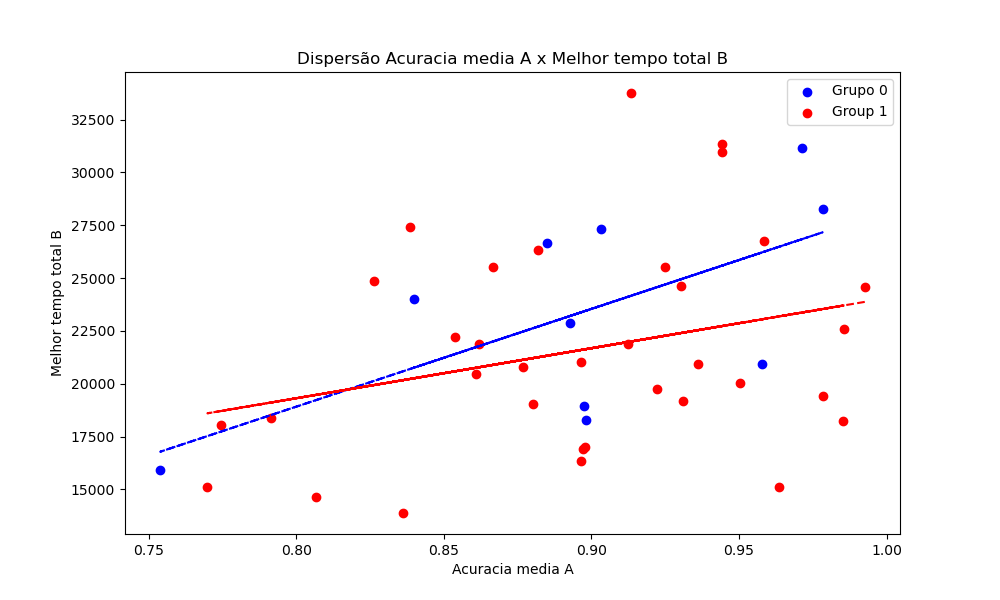 Dispersão Acuracia media A x Melhor tempo total B
Grupo 0
Group 1
Melhor tempo total B
32500
30000
27500
25000
22500
20000
17500
15000
0.75
0.80
0.85
0.90
0.95
1.00
Acuracia media A